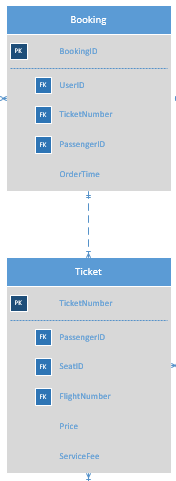 Booking
PK BookingID
FK UserID
FK TicketNumber
FK PassengerID
OrderTime
Ticket
PK TicketNumber
FK PassengerID
FK SeatID
FK FlightNumber
Price
ServiceFee